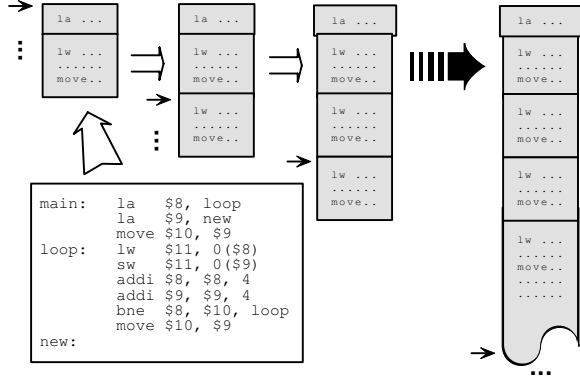 la ...
lw ...
......
move..
la ...
lw ...
......
move..
lw ...
......
move..
la ...
lw ...
......
move..
lw ...
......
move..
lw ...
......
move..
la ...
lw ...
......
move..
lw ...
......
move..
lw ...
......
move..
lw ...
......
move..
......
......
...
...
...
main: la $8, loop
la $9, new
move $10, $9
loop: lw $11, 0($8)
sw $11, 0($9)
addi $8, $8, 4
addi $9, $9, 4
bne $8, $10, loop
move $10, $9
new: